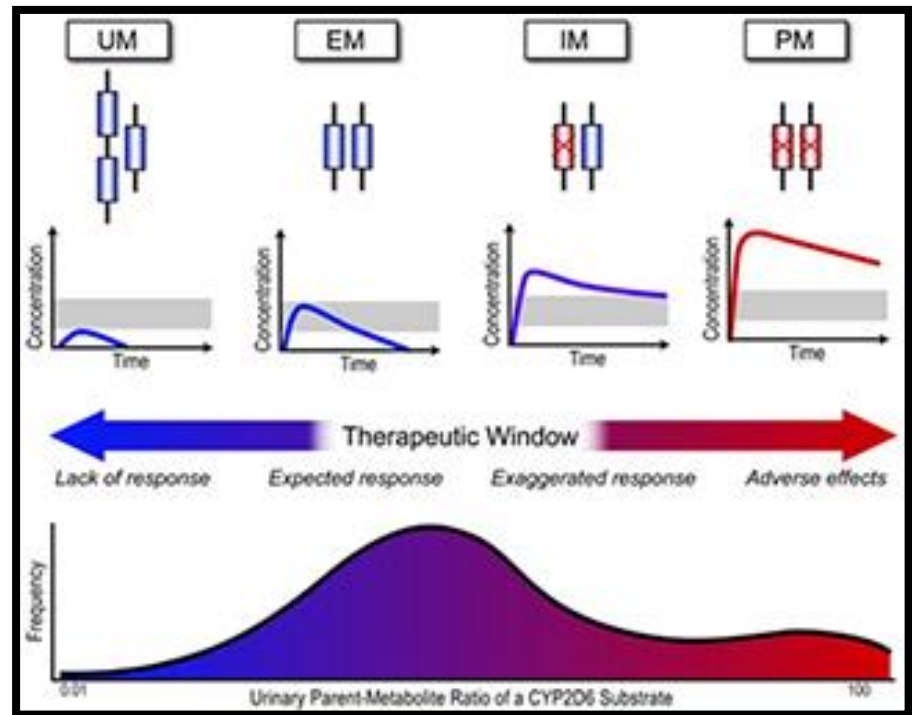 UM
EM
IM
PM
Concentration
Time
Concentration
Time
Concentration
Time
Concentration
Time
Therapeutic Window
Lack of response
Expected response
Exaggerated response
Adverse effects
Frequency
0.01
100
Urinary Parent-Metabolite Ratio of a CYP2D6 Substrate